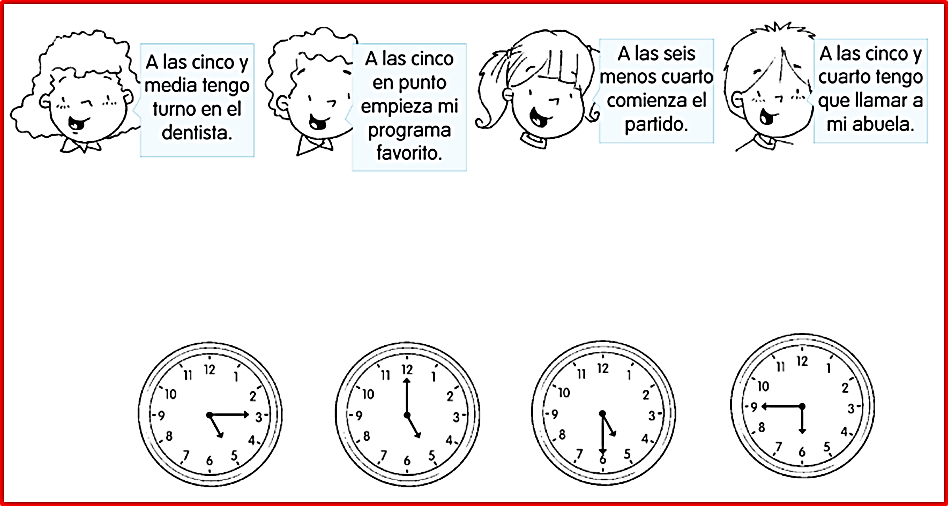 A las cinco y
media tengo
turno en el
dentista.
A las cinco
en punto
empieza mi
programa
favorito.
A las seis
menos cuarto
comienza el
partido.
A las cinco y
cuarto tengo
que llamar a
mi abuela.
12
1
2
3
4
5
6
7
8
9
10
11
12
1
2
3
4
5
6
7
8
9
10
11
12
1
2
3
4
5
6
7
8
9
10
11
12
1
2
3
4
5
6
7
8
9
10
11